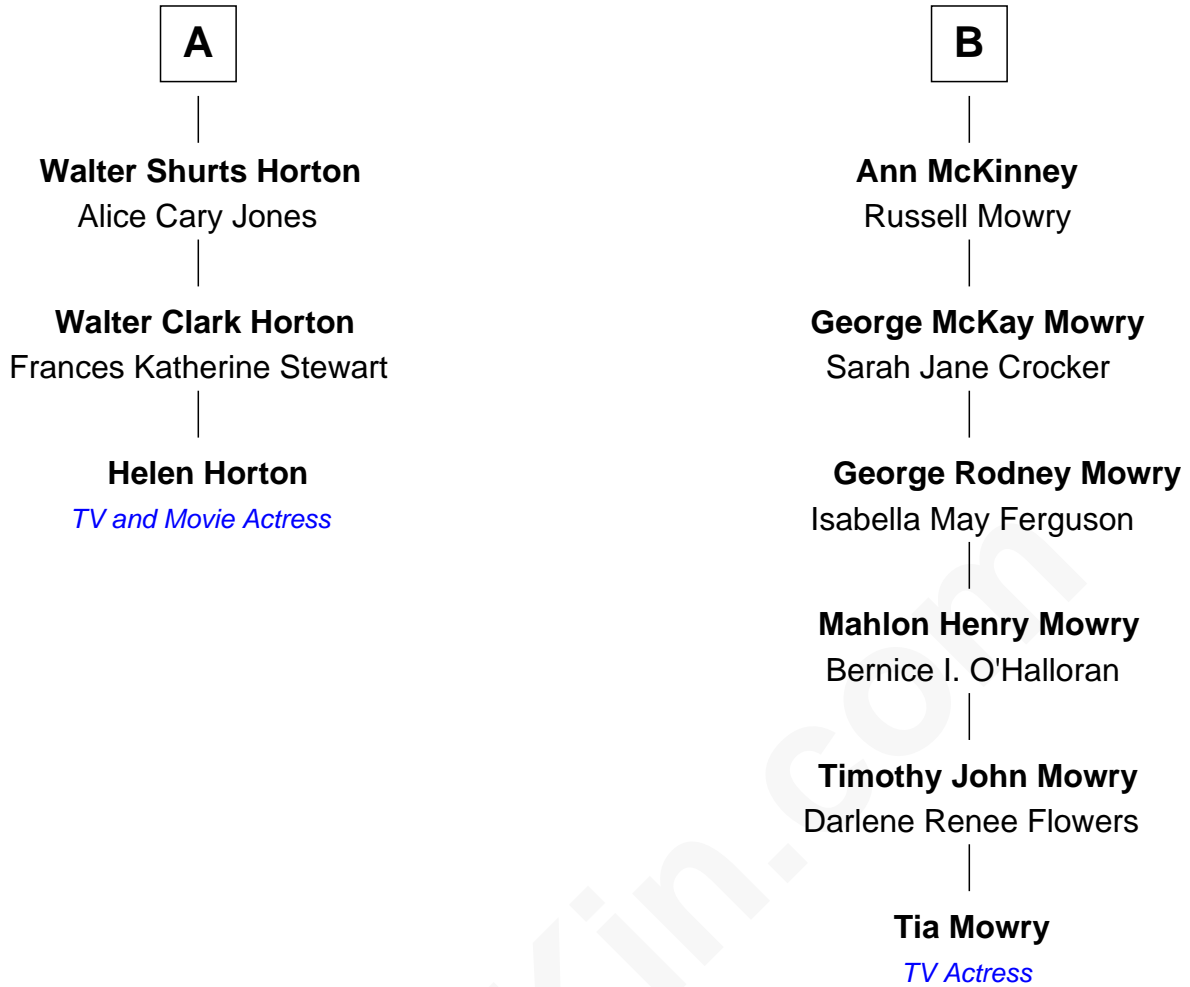 A
Walter Shurts Horton
Alice Cary Jones
Walter Clark Horton
Frances Katherine Stewart
Helen Horton
TV and Movie Actress
B
Ann McKinney
Russell Mowry
George McKay Mowry
Sarah Jane Crocker
George Rodney Mowry
Isabella May Ferguson
Mahlon Henry Mowry
Bernice I. O'Halloran
Timothy John Mowry
Darlene Renee Flowers
Tia Mowry
TV Actress